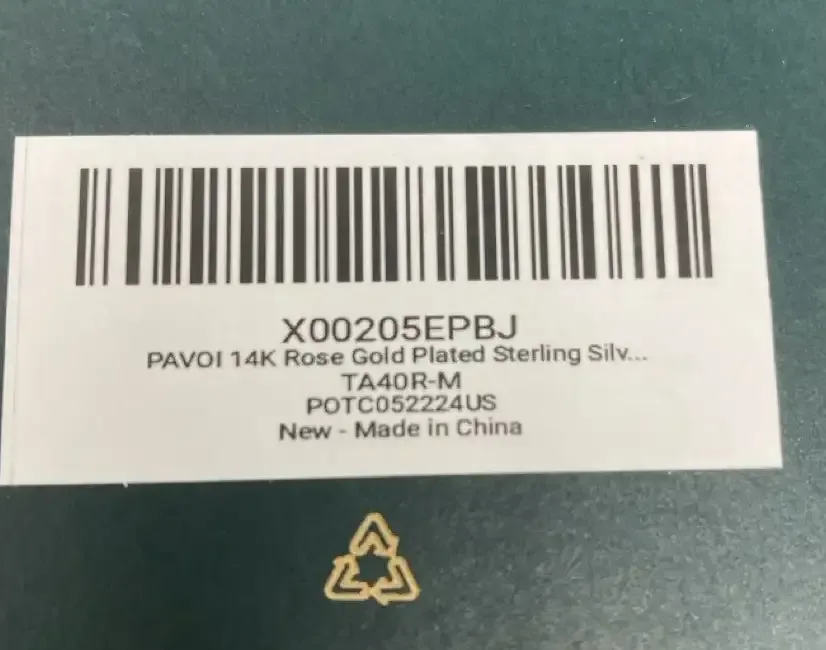 X00205EPBJ
PAVOI 14K Rose Gold Plated Sterling Silv...
TA40R-M
POTC052224US
New - Made in China